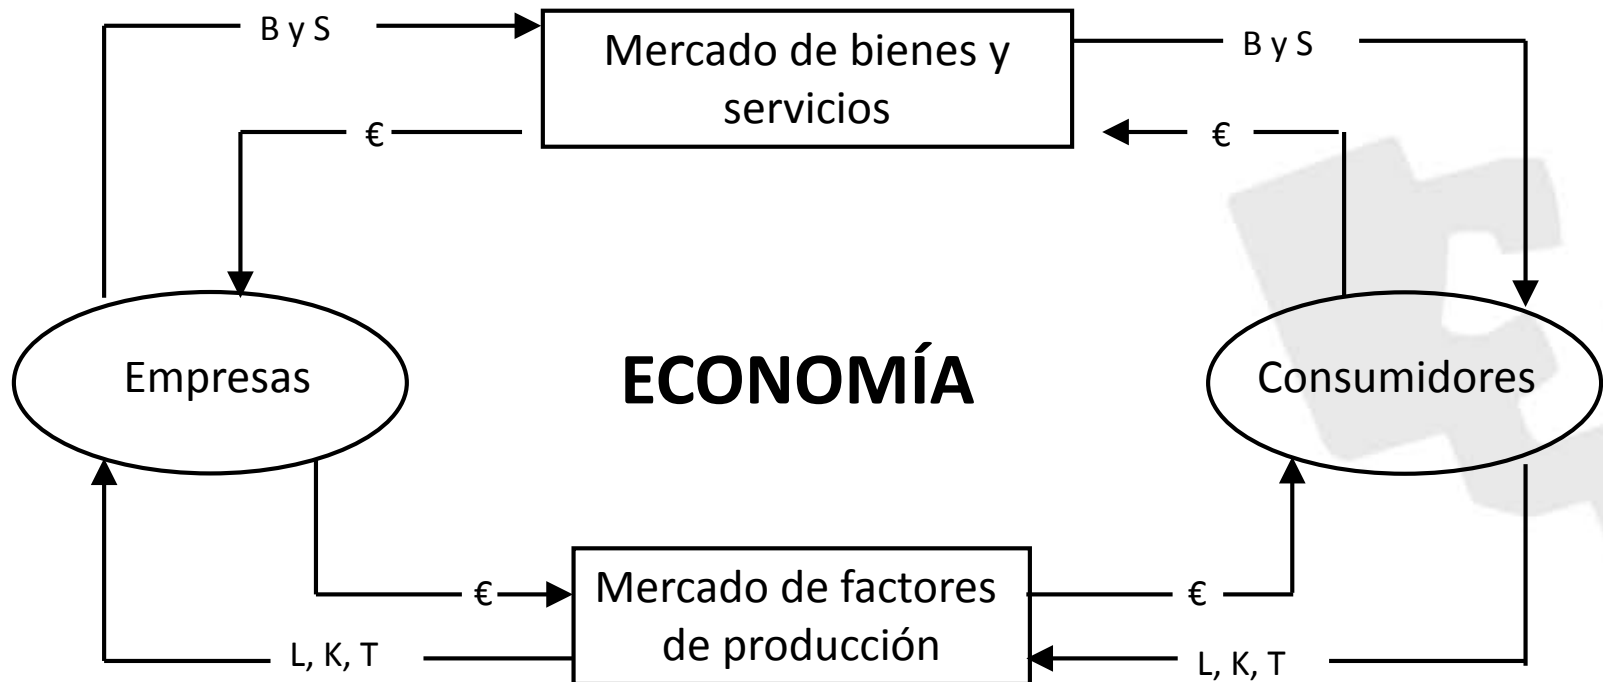 B y S
Mercado de bienes y
servicios
B y S
€
€
Empresas
ECONOMÍA
Consumidores
€
Mercado de factores
de producción
€
L, K, T
L, K, T